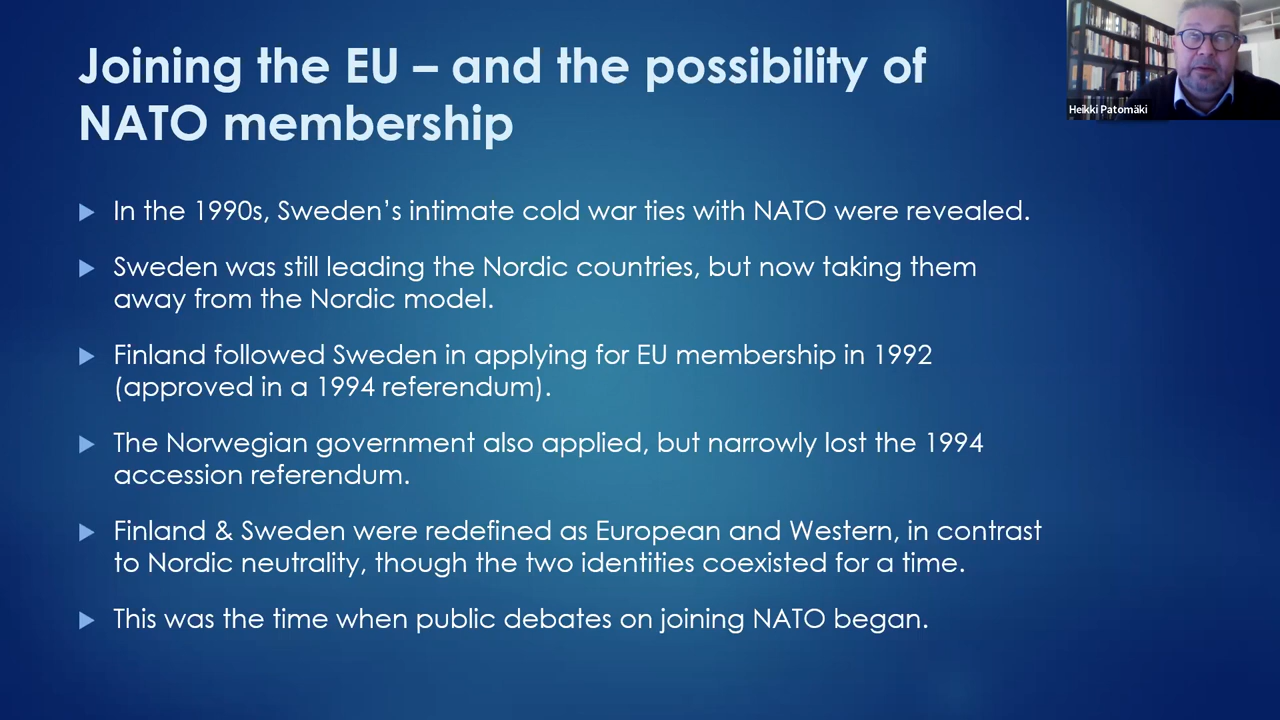 Joining the EU – and the possibility of
NATO membership
Heikki Patomäki
In the 1990s, Sweden’s intimate cold war ties with NATO were revealed.
Sweden was still leading the Nordic countries, but now taking them
away from the Nordic model.
Finland followed Sweden in applying for EU membership in 1992
(approved in a 1994 referendum).
The Norwegian government also applied, but narrowly lost the 1994
accession referendum.
Finland & Sweden were redefined as European and Western, in contrast
to Nordic neutrality, though the two identities coexisted for a time.
This was the time when public debates on joining NATO began.